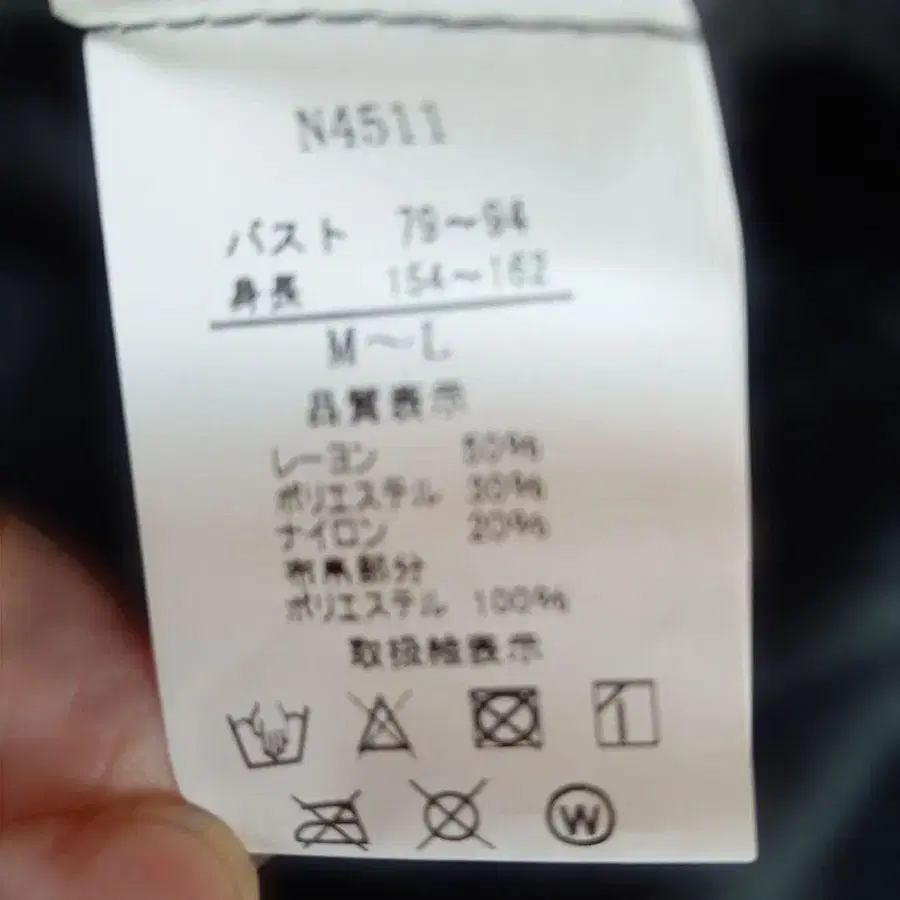 N4511
バスト 79～94
身長 154～162
M～L
品質表示
レーヨン 50%
ポリエステル 30%
ナイロン 20%
布帛部分
ポリエステル 100%
取扱絵表示
W